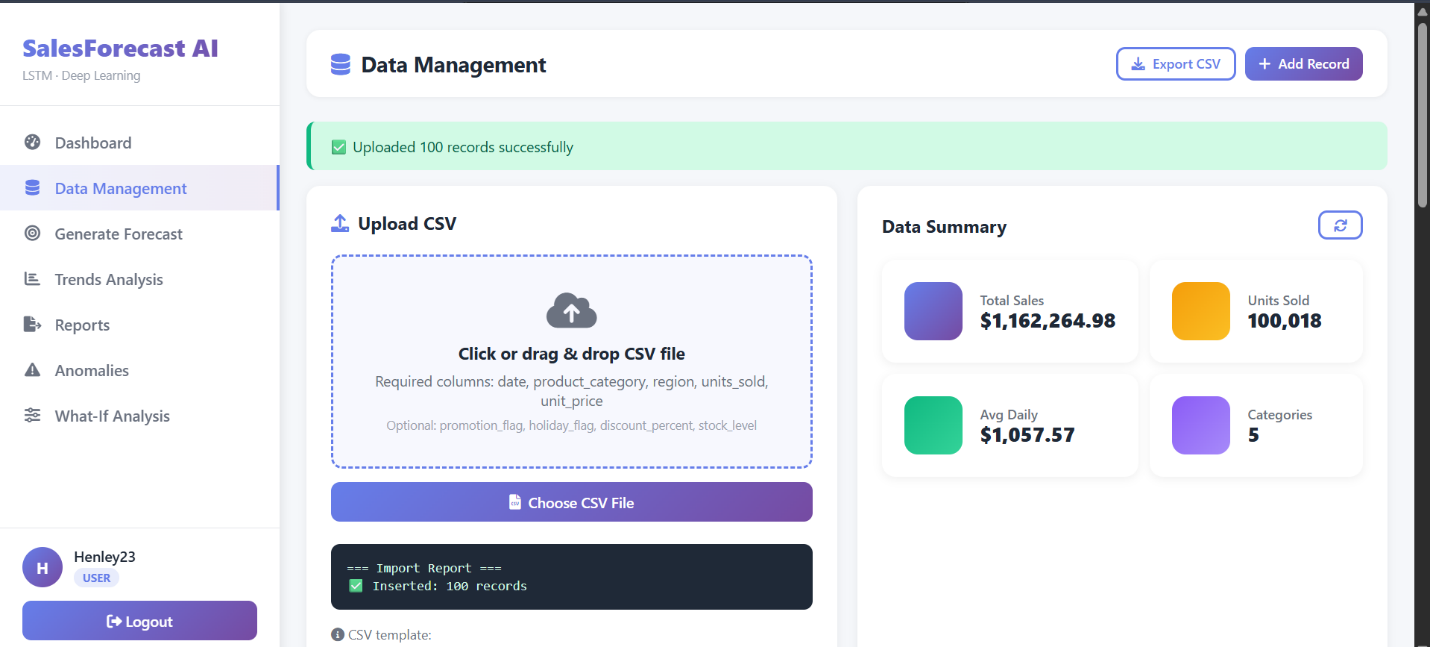 SalesForecast AI
LSTM · Deep Learning
Dashboard
Data Management
Generate Forecast
Trends Analysis
Reports
Anomalies
What-If Analysis
H
Henley23
USER
Logout
Data Management
Export CSV
+ Add Record
✅ Uploaded 100 records successfully
Upload CSV
Click or drag & drop CSV file
Required columns: date, product_category, region, units_sold,
unit_price
Optional: promotion_flag, holiday_flag, discount_percent, stock_level
Choose CSV File
=== Import Report ===
✅ Inserted: 100 records
CSV template:
Data Summary
Total Sales
$1,162,264.98
Units Sold
100,018
Avg Daily
$1,057.57
Categories
5